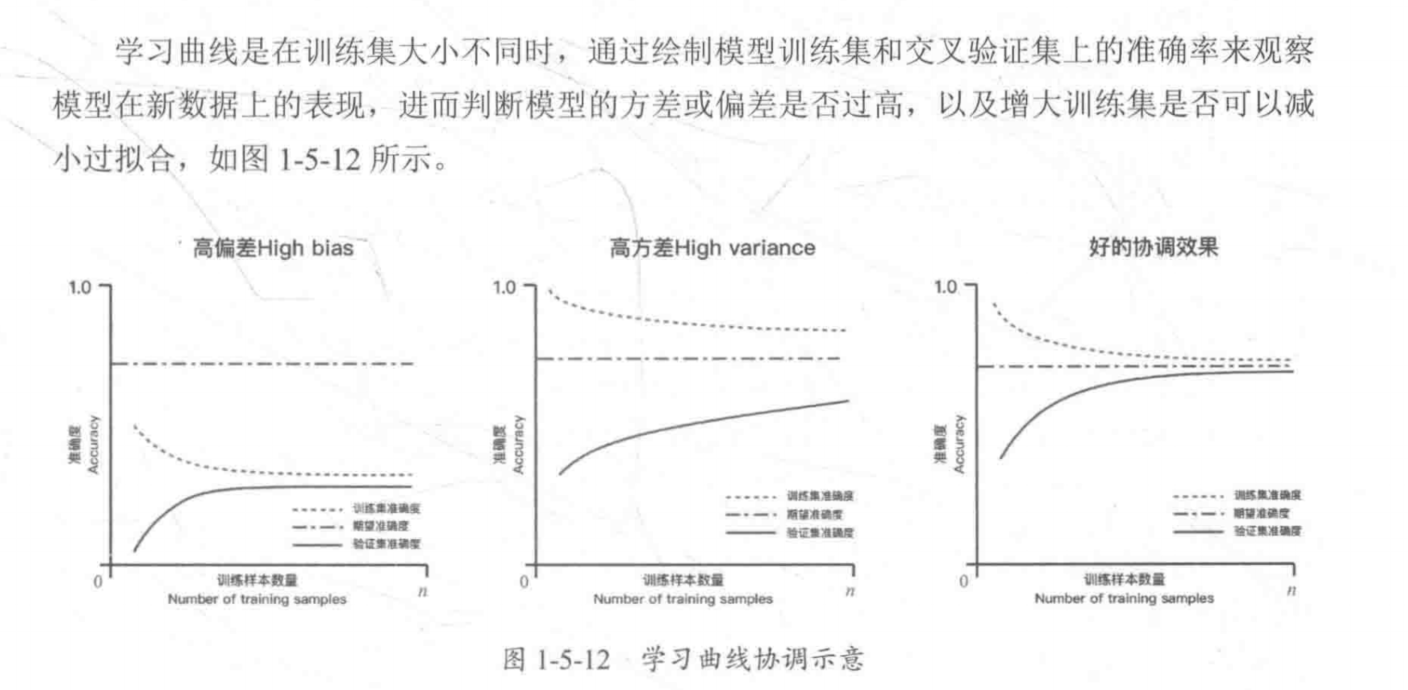 学习曲线是在训练集大小不同时，通过绘制模型训练集和交叉验证集上的准确率来观察
模型在新数据上的表现，进而判断模型的方差或偏差是否过高，以及增大训练集是否可以减
小过拟合，如图 1-5-12 所示。
高偏差High bias
1.0
准确度
Accuracy
训练集准确度
期望准确度
验证集准确度
0
训练样本数量
n
Number of training samples
高方差High variance
1.0
准确度
Accuracy
训练集准确度
期望准确度
验证集准确度
0
训练样本数量
n
Number of training samples
好的协调效果
1.0
准确度
Accuracy
训练集准确度
期望准确度
验证集准确度
0
训练样本数量
n
Number of training samples
图 1-5-12 学习曲线协调示意